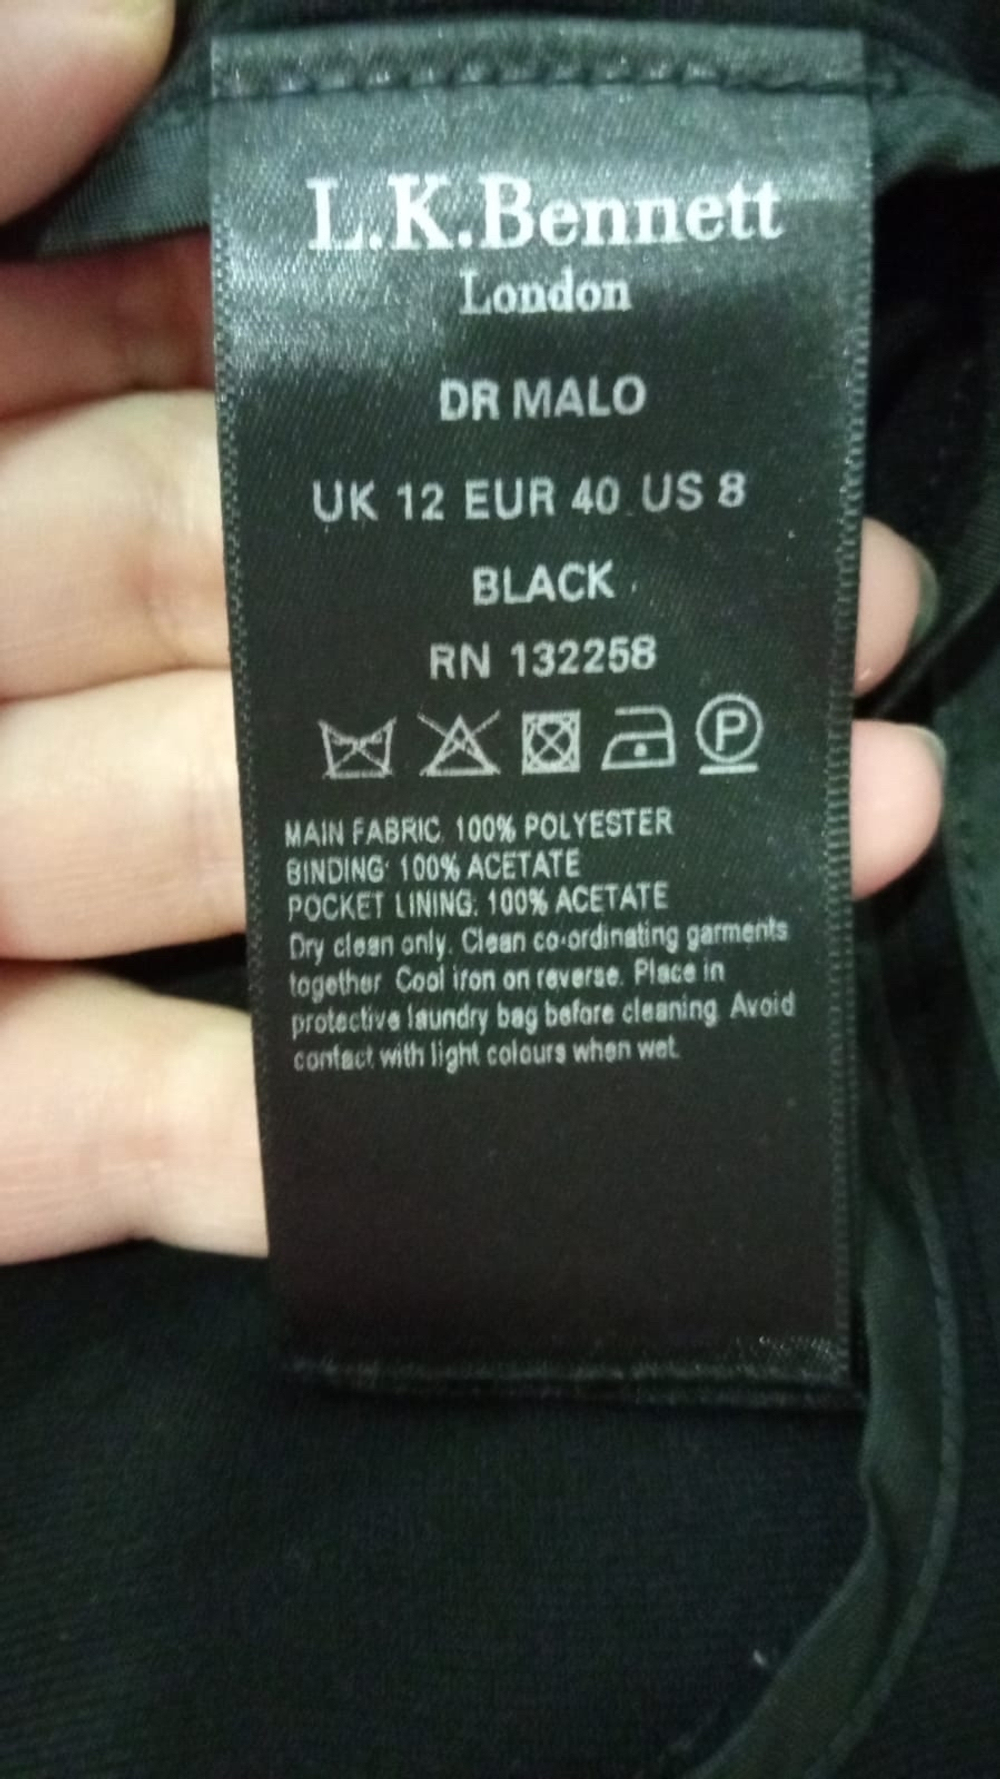 L.K.Bennett
London
DR MALO
UK 12 EUR 40 US 8
BLACK
RN 132258
P
MAIN FABRIC. 100% POLYESTER
BINDING: 100% ACETATE
POCKET LINING. 100% ACETATE
Dry clean only. Clean co-ordinating garments
together. Cool iron on reverse. Place in
protective laundry bag before cleaning. Avoid
contact with light colours when wet.